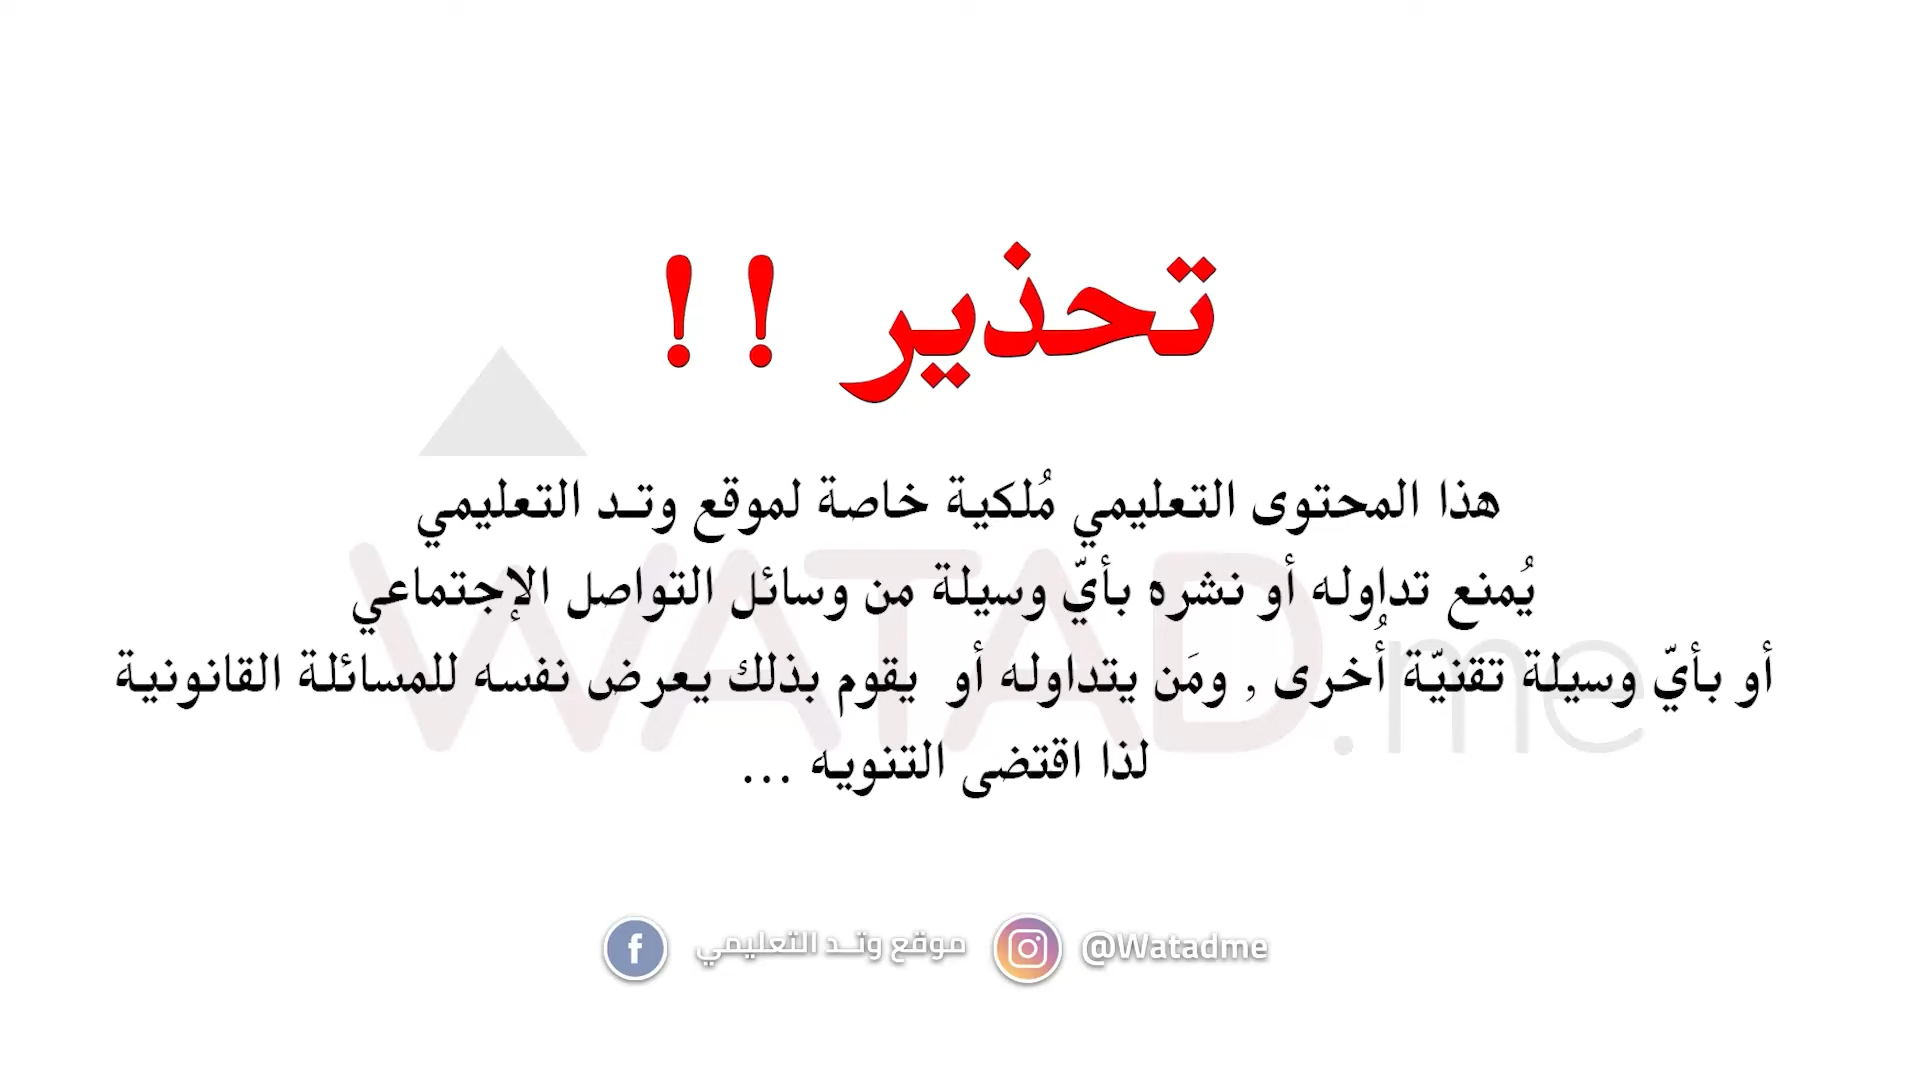 تحذير ! !
هذا المحتوى التعليمي مُلكية خاصة لموقع وتـد التعليمي
يُمنع تداوله أو نشره بأيّ وسيلة من وسائل التواصل الإجتماعي
أو بأيّ وسيلة تقنيّة أُخرى , ومَن يتداوله أو يقوم بذلك يعرض نفسه للمسائلة القانونية
لذا اقتضى التنويه ...
WATAD.me
موقع وتـد التعليمي @Watadme